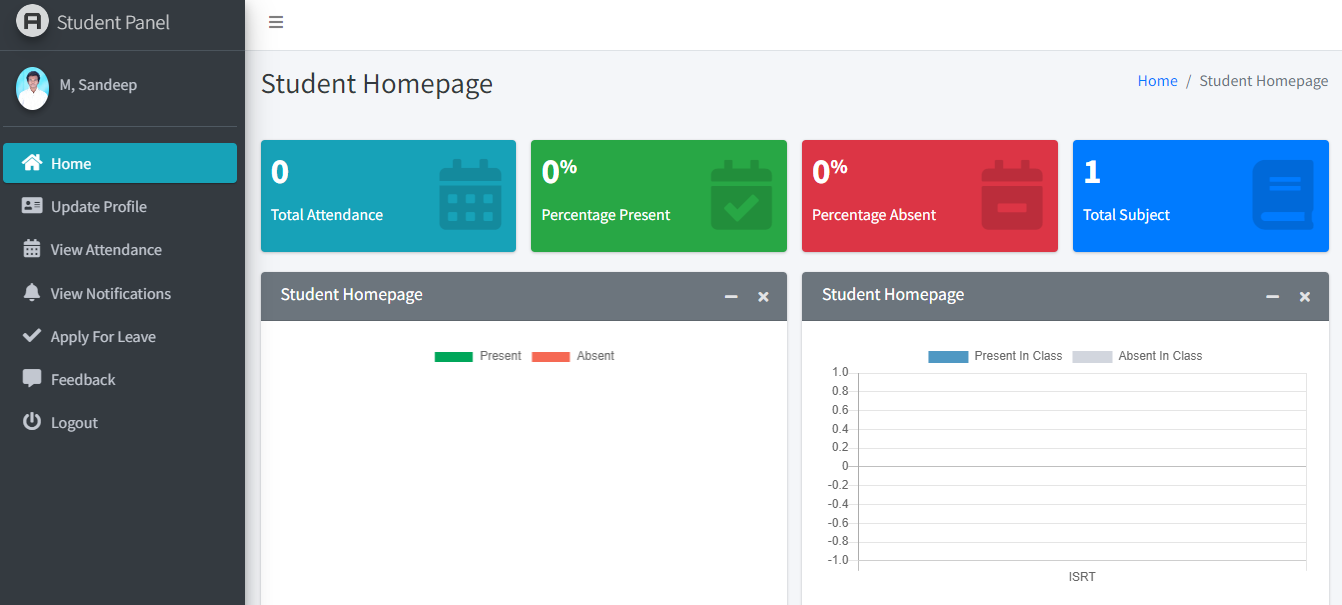 Student Panel
M, Sandeep
Home
Update Profile
View Attendance
View Notifications
Apply For Leave
Feedback
Logout
Student Homepage
Home / Student Homepage
0
Total Attendance
0%
Percentage Present
0%
Percentage Absent
1
Total Subject
Student Homepage
Present Absent
Student Homepage
Present In Class Absent In Class
1.0
0.8
0.6
0.4
0.2
0
-0.2
-0.4
-0.6
-0.8
-1.0
ISRT